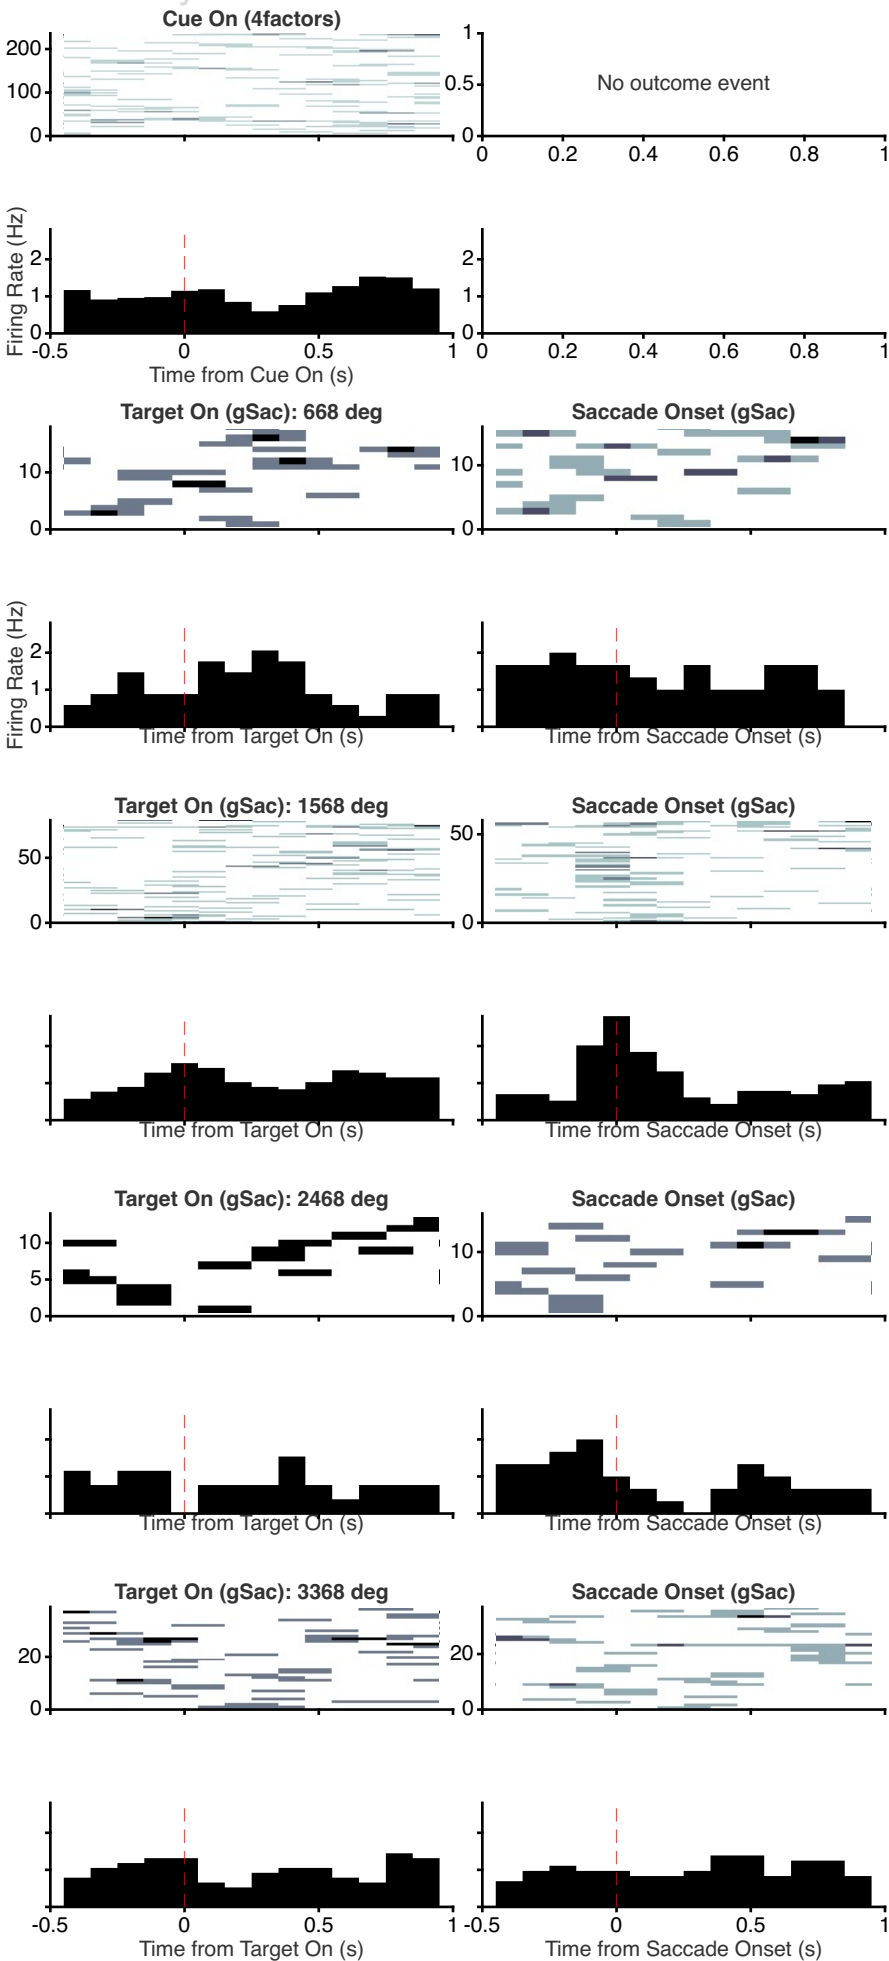 Cue On (4factors)
200
100
0
1
0.5
0
No outcome event
0 0.2 0.4 0.6 0.8 1
Firing Rate (Hz)
2
1
0
-0.5 0 0.5 1
Time from Cue On (s)
2
1
0
0 0.2 0.4 0.6 0.8 1
Target On (gSac): 668 deg
10
0
Saccade Onset (gSac)
10
0
Firing Rate (Hz)
2
1
0
Time from Target On (s)
Time from Saccade Onset (s)
Target On (gSac): 1568 deg
50
0
Saccade Onset (gSac)
50
0
Time from Target On (s)
Time from Saccade Onset (s)
Target On (gSac): 2468 deg
10
5
0
Saccade Onset (gSac)
10
0
Time from Target On (s)
Time from Saccade Onset (s)
Target On (gSac): 3368 deg
20
0
Saccade Onset (gSac)
20
0
-0.5 0 0.5 1
Time from Target On (s)
-0.5 0 0.5 1
Time from Saccade Onset (s)